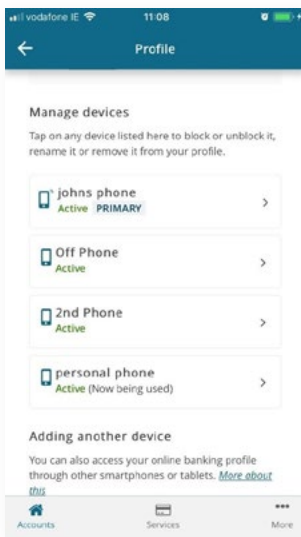 vodafone IE 11:08
Profile
Manage devices
Tap on any device listed here to block or unblock it,
rename it or remove it from your profile.
johns phone
Active PRIMARY
Off Phone
Active
2nd Phone
Active
personal phone
Active (Now being used)
Adding another device
You can also access your online banking profile
through other smartphones or tablets. More about
this
Accounts Services More